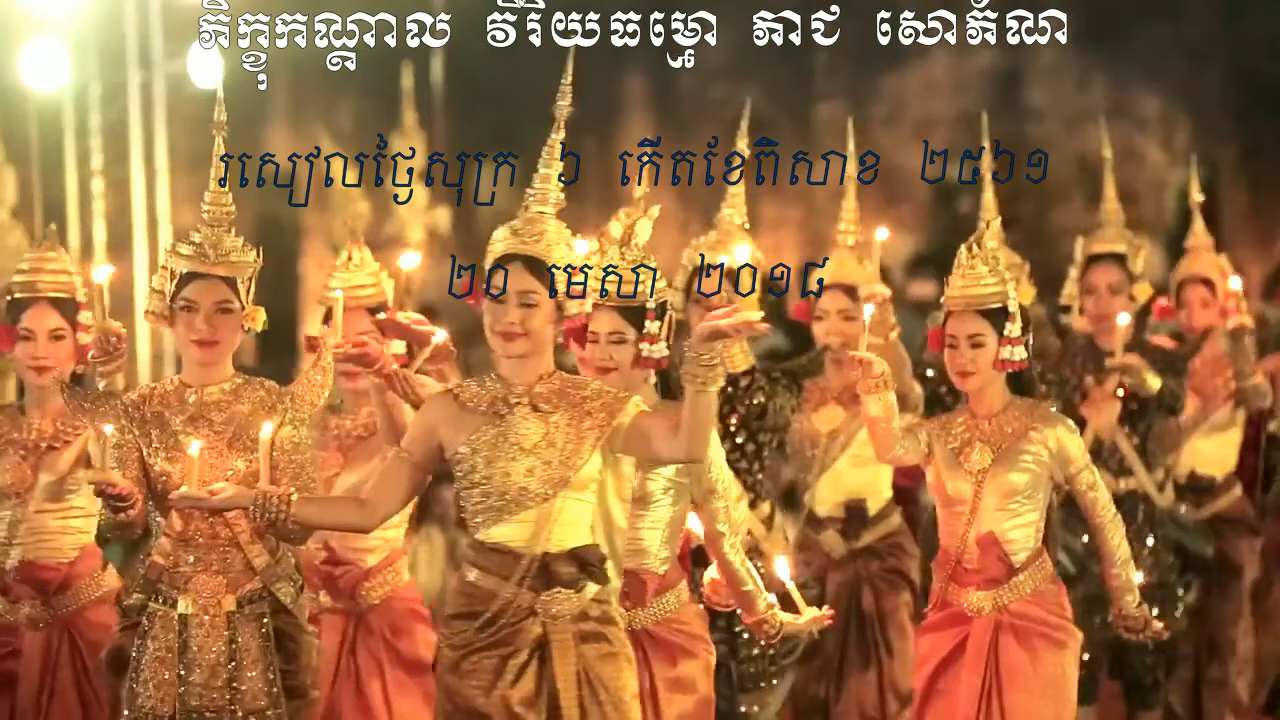 ភិក្ខុកណ្ដាល វីរិយធម្មោ ភាជ សោភ័ណ
រសៀលថ្ងៃសុក្រ ៦ កើតខែពិសាខ ២៥៦១
២០ មេសា ២០១៨